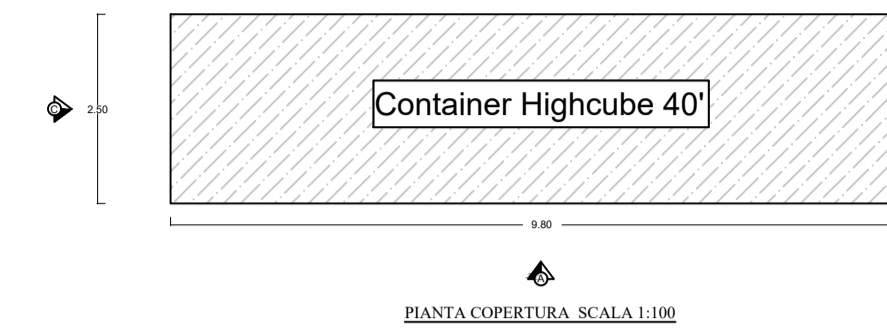 Container Highcube 40'
C
2.50
9.80
A
PIANTA COPERTURA SCALA 1:100